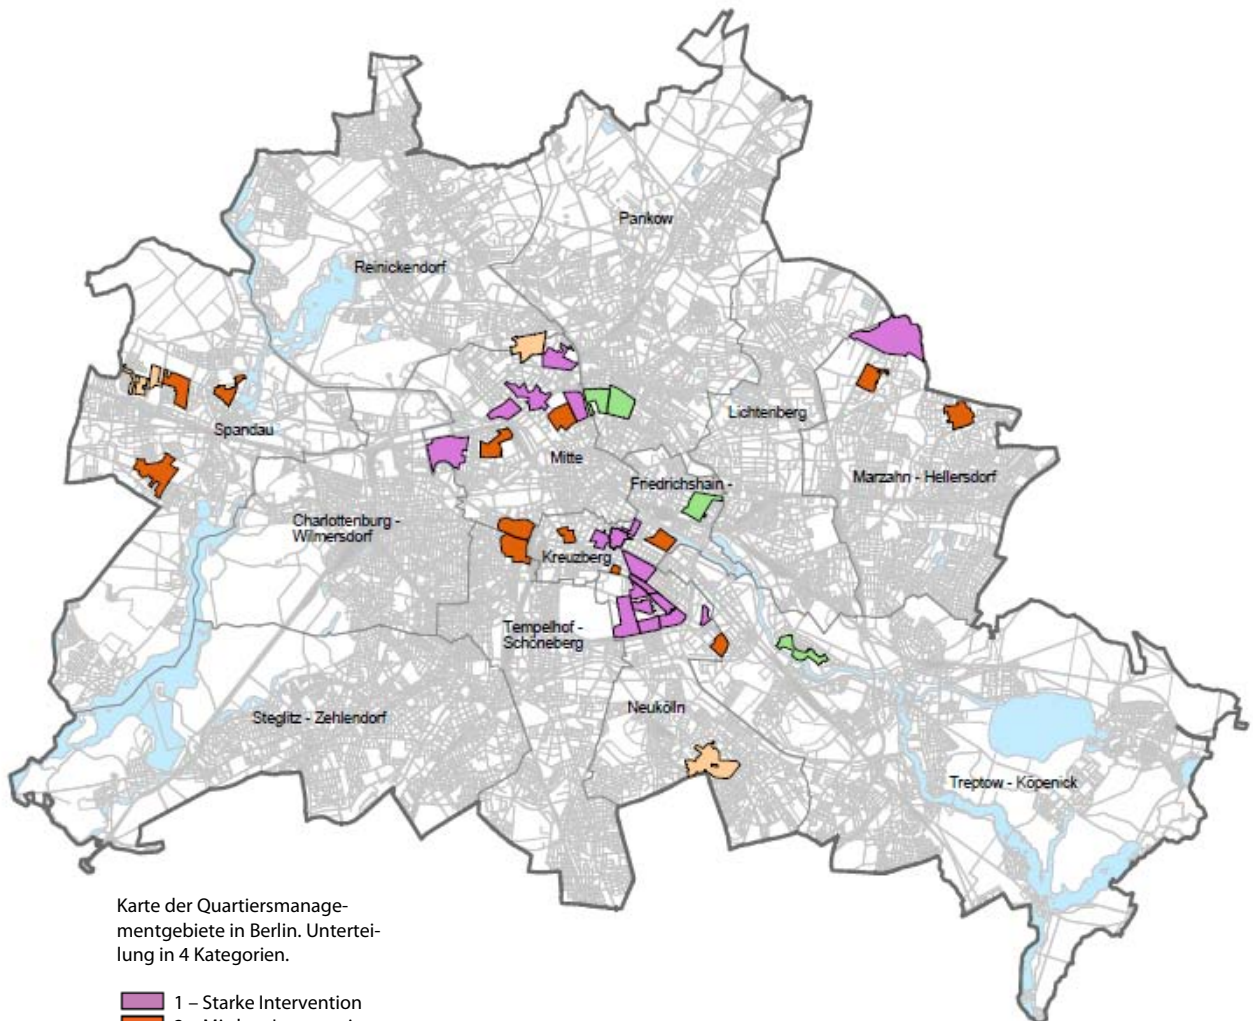 Pankow
Reinickendorf
Lichtenberg
Spandau
Mitte
Marzahn - Hellersdorf
Friedrichshain -
Charlottenburg -
Wilmersdorf
Kreuzberg
Tempelhof -
Schöneberg
Neukölln
Steglitz - Zehlendorf
Treptow - Köpenick
Karte der Quartiersmanage-
mentgebiete in Berlin. Untertei-
lung in 4 Kategorien.
1 – Starke Intervention